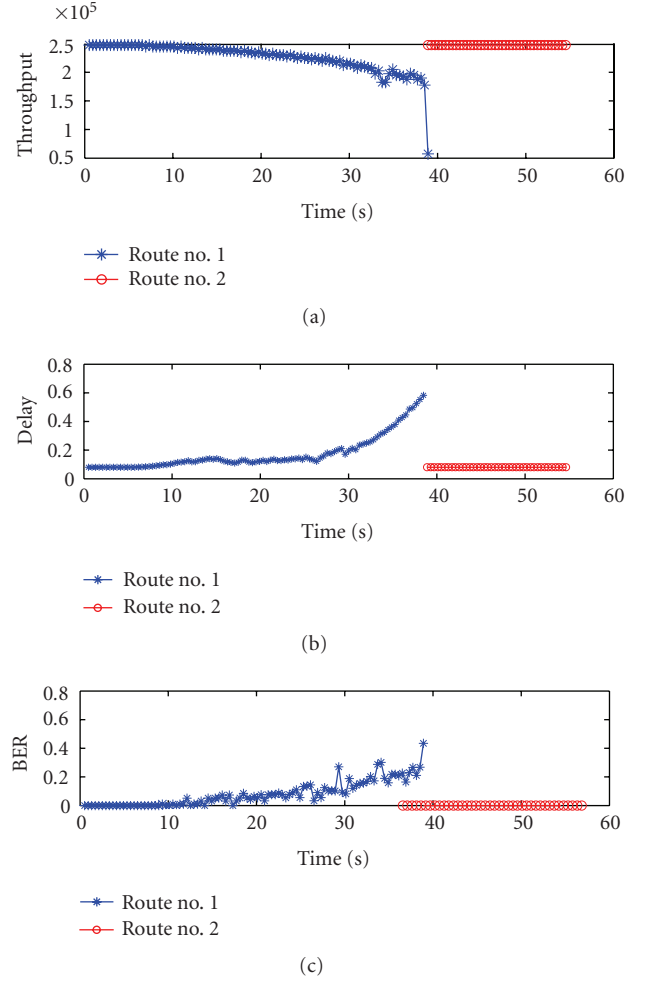 ×10⁵
2 5
2
1 5
1
0.5
0 10 20 30 40 50 60
Throughput
Time (s)
Route no. 1
Route no. 2
(a)
0.8
0.6
0.4
0.2
0
0 10 20 30 40 50 60
Delay
Time (s)
Route no. 1
Route no. 2
(b)
0.8
0.6
0.4
0.2
0
0 10 20 30 40 50 60
BER
Time (s)
Route no. 1
Route no. 2
(c)